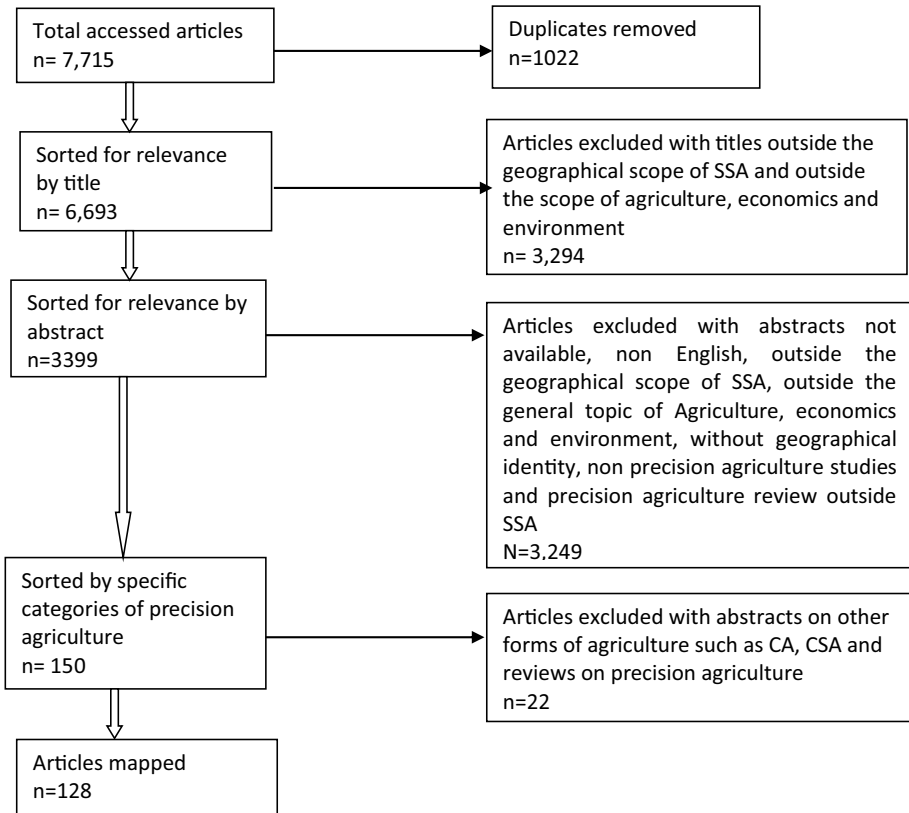 Total accessed articles
n= 7,715
Duplicates removed
n=1022
Sorted for relevance
by title
n= 6,693
Articles excluded with titles outside the
geographical scope of SSA and outside
the scope of agriculture, economics and
environment
n= 3,294
Sorted for relevance by
abstract
n=3399
Articles excluded with abstracts not
available, non English, outside the
geographical scope of SSA, outside the
general topic of Agriculture, economics
and environment, without geographical
identity, non precision agriculture studies
and precision agriculture review outside
SSA
N=3,249
Sorted by specific
categories of precision
agriculture
n= 150
Articles excluded with abstracts on other
forms of agriculture such as CA, CSA and
reviews on precision agriculture
n=22
Articles mapped
n=128